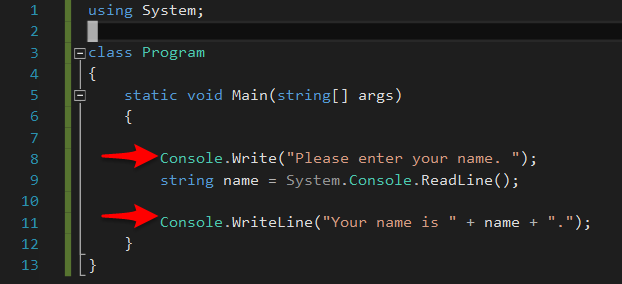 1 using System;
2
3 class Program
4 {
5 static void Main(string[] args)
6 {
7
8 Console.Write("Please enter your name. ");
9 string name = System.Console.ReadLine();
10
11 Console.WriteLine("Your name is " + name + ".");
12 }
13 }